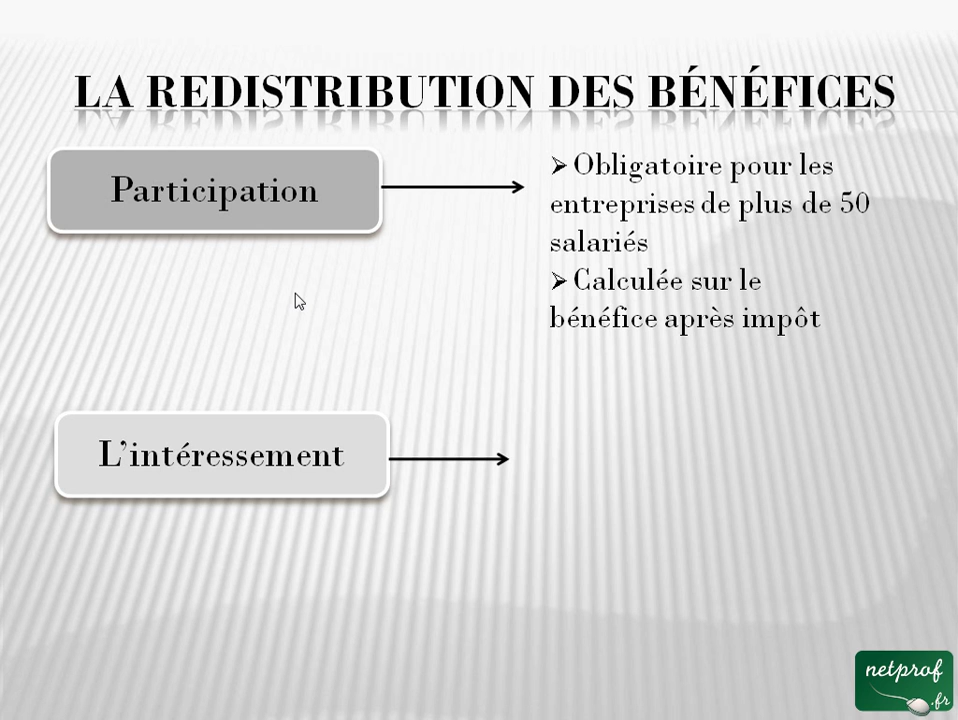 LA REDISTRIBUTION DES BÉNÉFICES
Participation
➢ Obligatoire pour les
entreprises de plus de 50
salariés
➢ Calculée sur le
bénéfice après impôt
L'intéressement
netprof
.fr